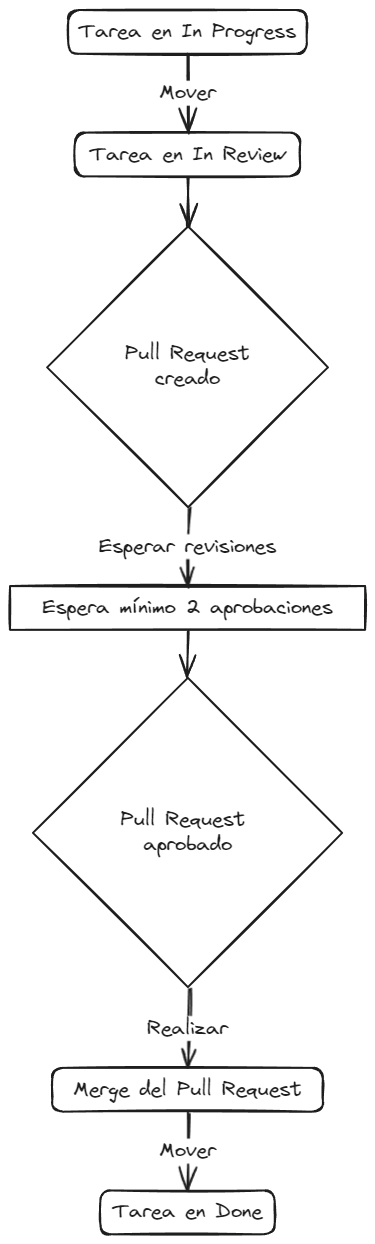 Tarea en In Progress
Mover
Tarea en In Review
Pull Request
creado
Esperar revisiones
Espera mínimo 2 aprobaciones
Pull Request
aprobado
Realizar
Merge del Pull Request
Mover
Tarea en Done